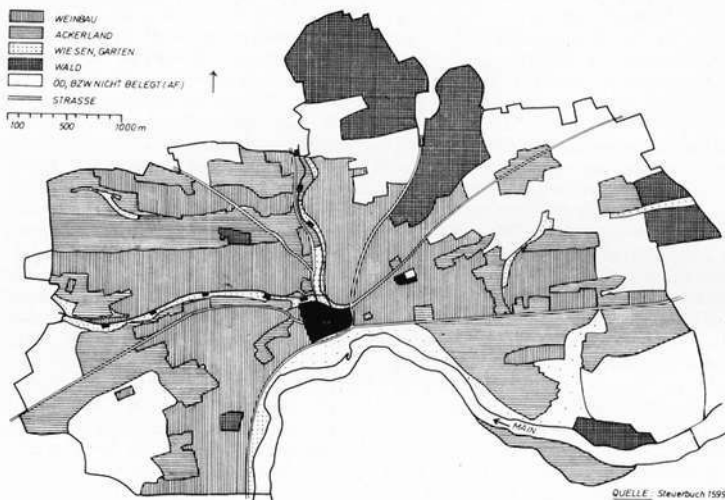 WEINBAU
ACKERLAND
WIESEN, GARTEN
WALD
ÖD, BZW NICHT BELEGT (AF.)
STRASSE
100 500 1000 m
MAIN
QUELLE: Steuerbuch 1595